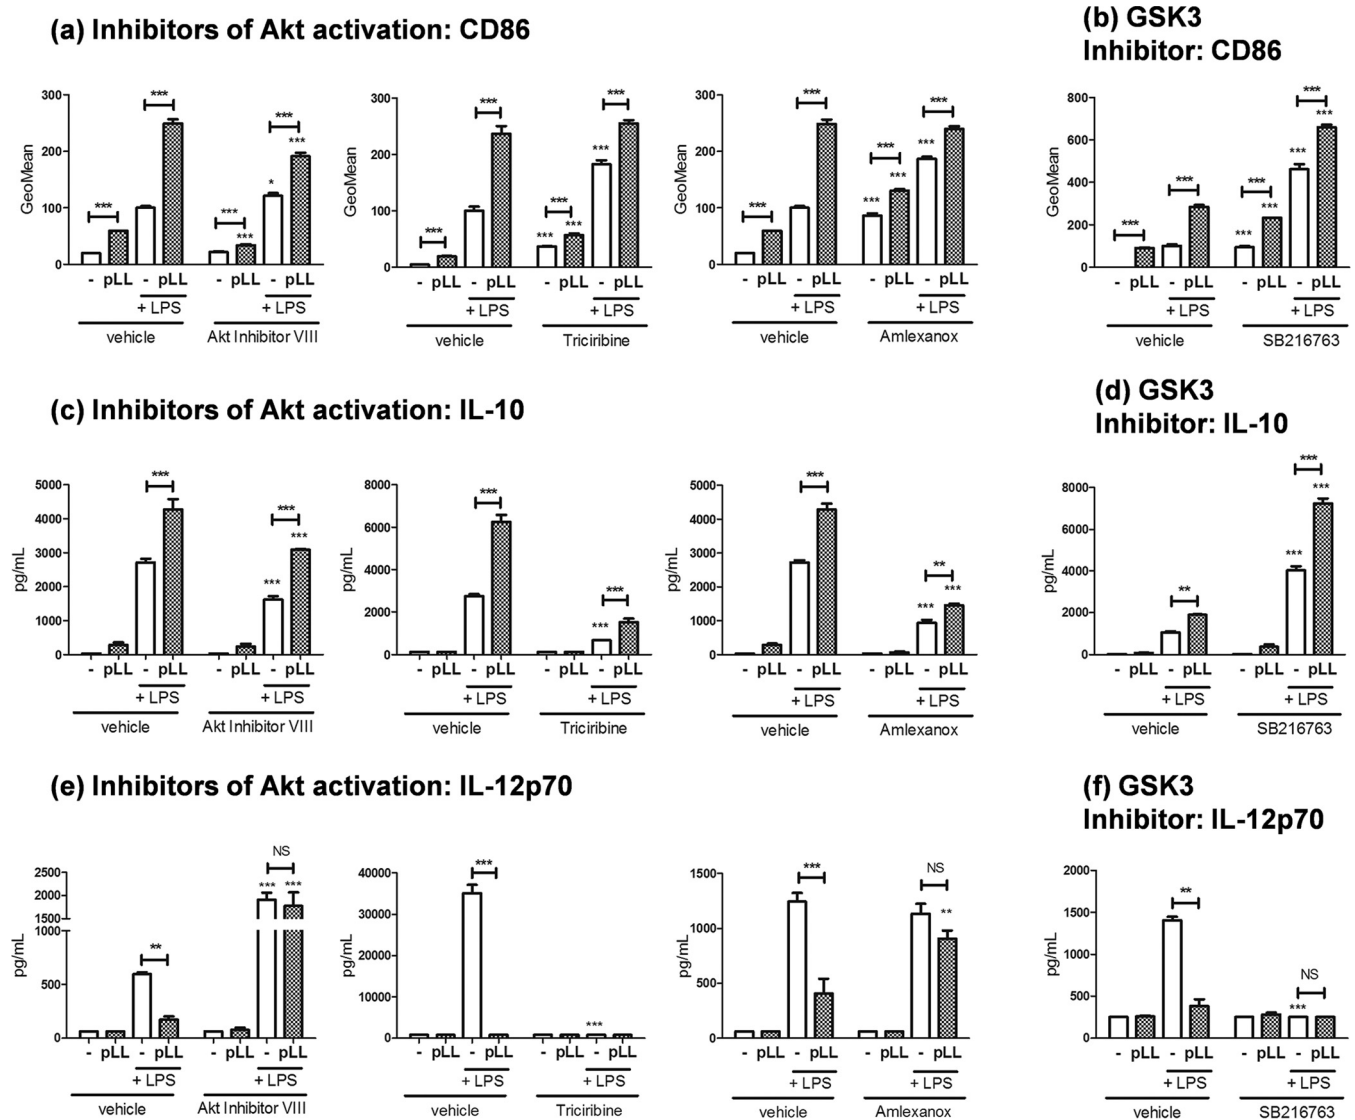 (a) Inhibitors of Akt activation: CD86
(b) GSK3
Inhibitor: CD86
300
200
100
0
GeoMean
***
***
***
***
***
*
***
- pLL - pLL - pLL - pLL
+ LPS + LPS
vehicle Akt Inhibitor VIII
300
200
100
0
GeoMean
***
***
***
***
***
***
***
- pLL - pLL - pLL - pLL
+ LPS + LPS
vehicle Triciribine
300
200
100
0
GeoMean
***
***
***
***
***
***
***
- pLL - pLL - pLL - pLL
+ LPS + LPS
vehicle Amlexanox
800
600
400
200
0
GeoMean
***
***
***
***
***
***
***
***
- pLL - pLL - pLL - pLL
+ LPS + LPS
vehicle SB216763
(c) Inhibitors of Akt activation: IL-10
(d) GSK3
Inhibitor: IL-10
5000
4000
3000
2000
1000
0
pg/mL
***
***
***
***
- pLL - pLL - pLL - pLL
+ LPS + LPS
vehicle Akt Inhibitor VIII
8000
6000
4000
2000
0
pg/mL
***
***
***
- pLL - pLL - pLL - pLL
+ LPS + LPS
vehicle Triciribine
5000
4000
3000
2000
1000
0
pg/mL
***
**
***
***
- pLL - pLL - pLL - pLL
+ LPS + LPS
vehicle Amlexanox
8000
6000
4000
2000
0
pg/mL
**
***
***
***
- pLL - pLL - pLL - pLL
+ LPS + LPS
vehicle SB216763
(e) Inhibitors of Akt activation: IL-12p70
(f) GSK3
Inhibitor: IL-12p70
2500
2000
1500
1000
500
0
pg/mL
NS
*** ***
**
- pLL - pLL - pLL - pLL
+ LPS + LPS
vehicle Akt Inhibitor VIII
40000
30000
20000
10000
0
pg/mL
***
***
- pLL - pLL - pLL - pLL
+ LPS + LPS
vehicle Triciribine
1500
1000
500
0
pg/mL
***
NS
**
- pLL - pLL - pLL - pLL
+ LPS + LPS
vehicle Amlexanox
2000
1500
1000
500
0
pg/mL
**
NS
***
- pLL - pLL - pLL - pLL
+ LPS + LPS
vehicle SB216763